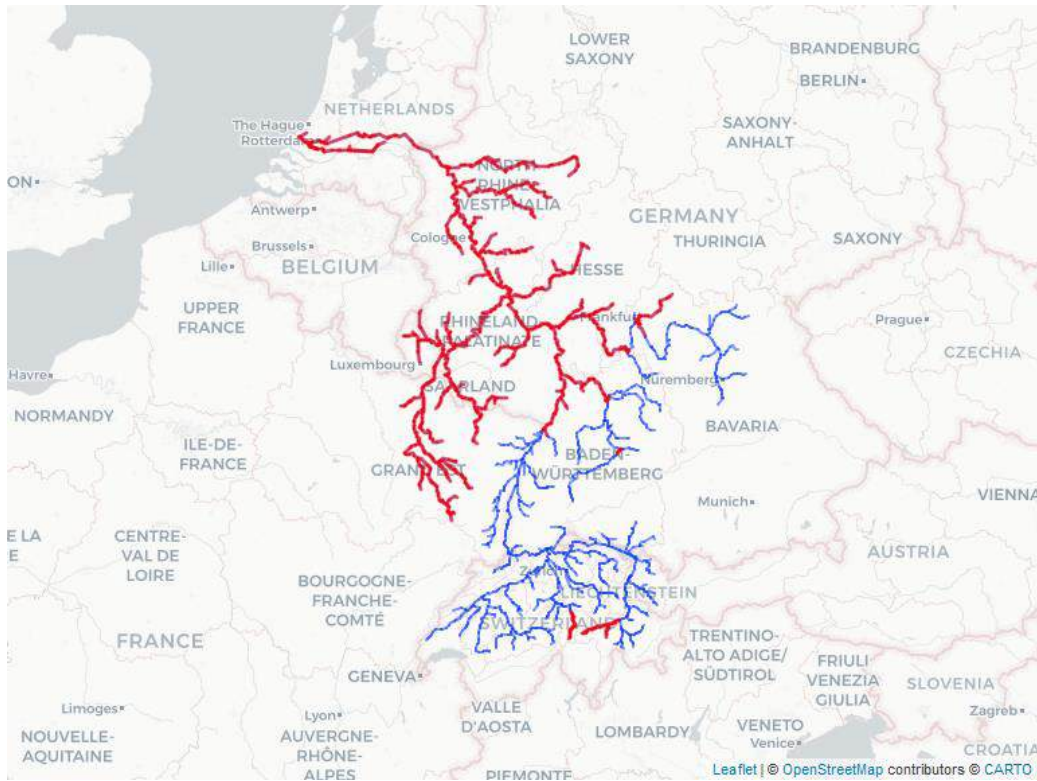 LOWER
SAXONY
BRANDENBURG
BERLIN
NETHERLANDS
The Hague
SAXONY-
ANHALT
NORTH
RHINE
WESTPHALIA
ON
Antwerp
GERMANY
Cologne
THURINGIA
SAXONY
Brussels
Lille
BELGIUM
HESSE
UPPER
FRANCE
RHINELAND
PALATINATE
Frankfu
Prague
Luxembourg
CZECHIA
Havre
SAARLAND
Nuremberg
NORMANDY
BAVARIA
ILE-DE-
FRANCE
GRAND EST
BADEN-
WÜRTTEMBERG
Munich
VIENNA
DE LA
E
CENTRE-
VAL DE
LOIRE
AUSTRIA
BOURGOGNE-
FRANCHE-
COMTÉ
LIECHTENSTEIN
SWITZERLAND
FRANCE
TRENTINO-
ALTO ADIGE/
SÜDTIROL
GENEVA
FRIULI
VENEZIA
GIULIA
SLOVENIA
Limoges
VALLE
D'AOSTA
Lyon
Zagreb
NOUVELLE-
AQUITAINE
AUVERGNE-
RHÔNE-
ALPES
LOMBARDY
VENETO
Venice
CROATIA
PIEMONTE
Leaflet | © OpenStreetMap contributors © CARTO